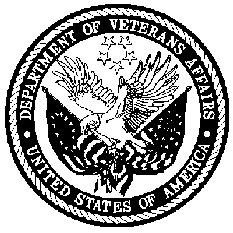 DEPARTMENT OF VETERANS AFFAIRS
UNITED STATES OF AMERICA